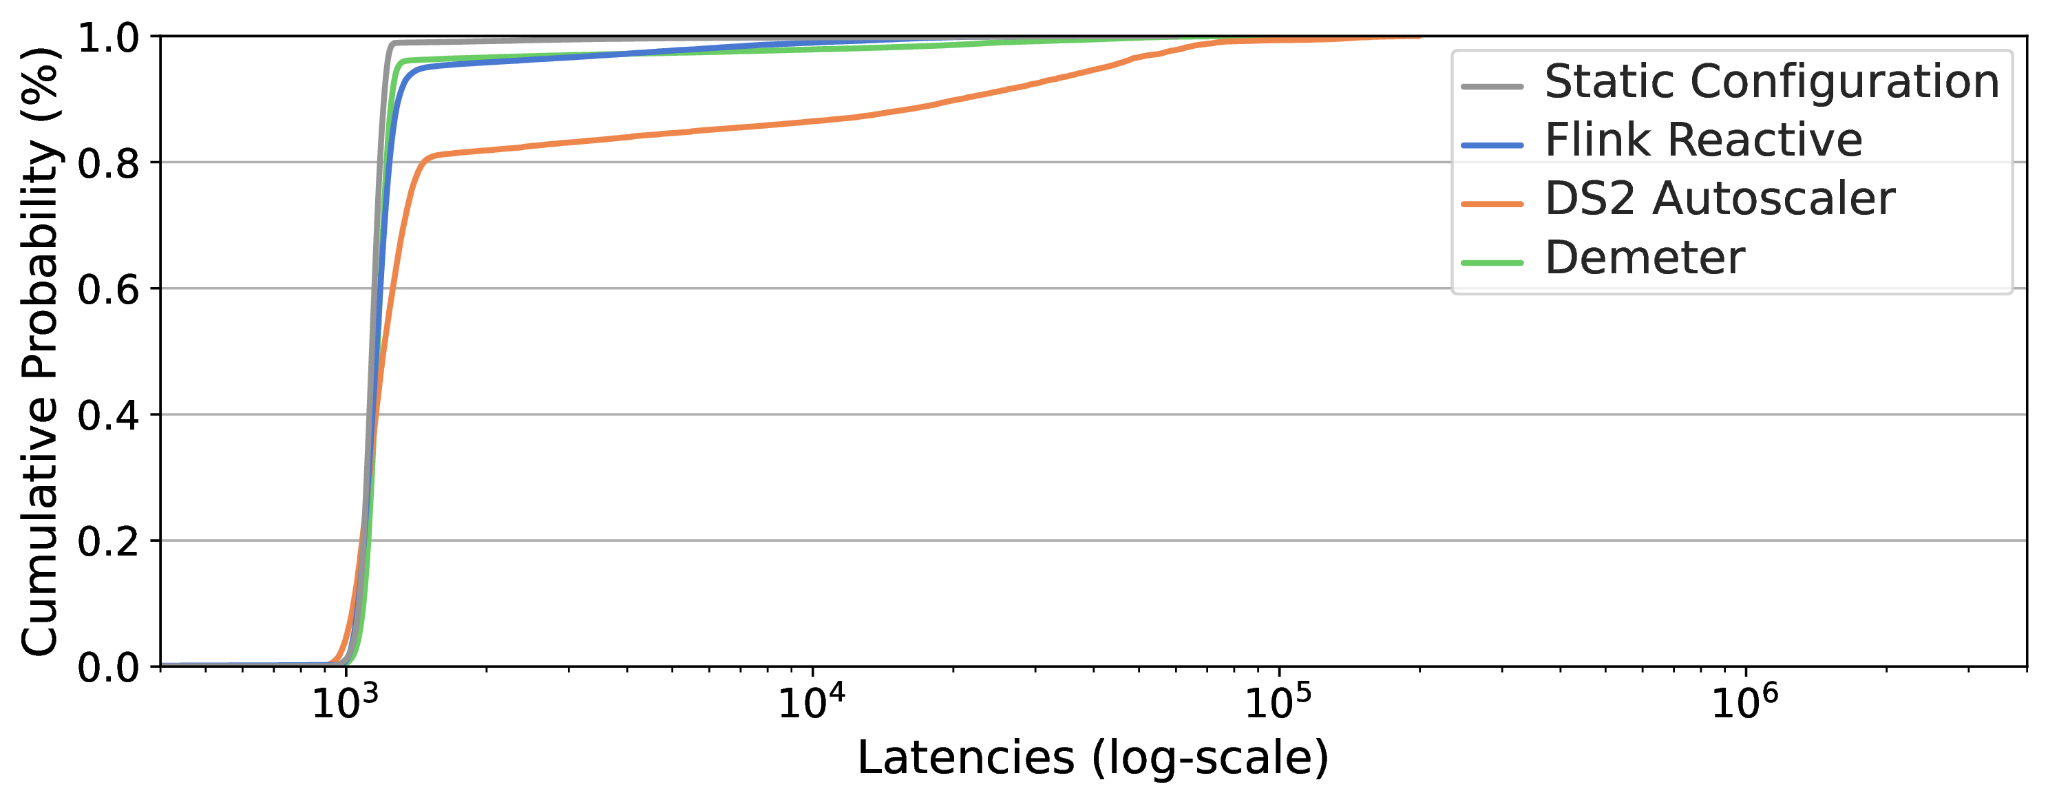 Cumulative Probability (%)
1.0
0.8
0.6
0.4
0.2
0.0
Static Configuration
Flink Reactive
DS2 Autoscaler
Demeter
10³ 10⁴ 10⁵ 10⁶
Latencies (log-scale)